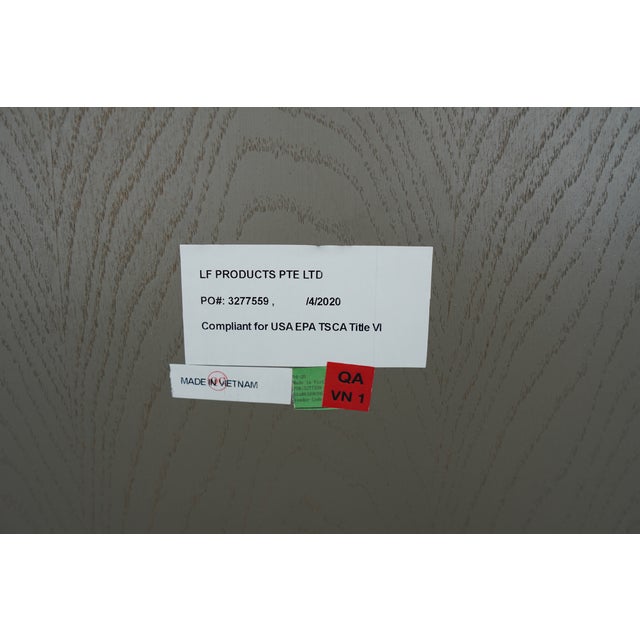 LF PRODUCTS PTE LTD
PO#: 3277559 , /4/2020
Compliant for USA EPA TSCA Title VI
MADE IN VIETNAM
QA
VN 1